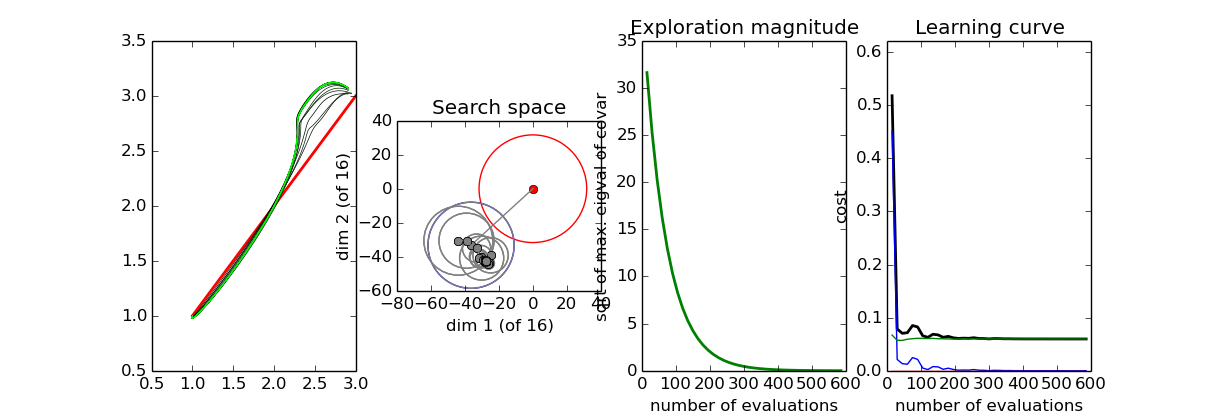 3.5
3.0
2.5
2.0
1.5
1.0
0.5
0.5 1.0 1.5 2.0 2.5 3.0
Search space
40
20
0
−20
−40
−60
dim 2 (of 16)
−80 −60 −40 −20 0 20 40
dim 1 (of 16)
Exploration magnitude
35
30
25
20
15
10
5
0
sqrt of max. eigval of covar
0 100 200 300 400 500 600
number of evaluations
Learning curve
0.6
0.5
0.4
0.3
0.2
0.1
0.0
cost
0 100 200 300 400 500 600
number of evaluations